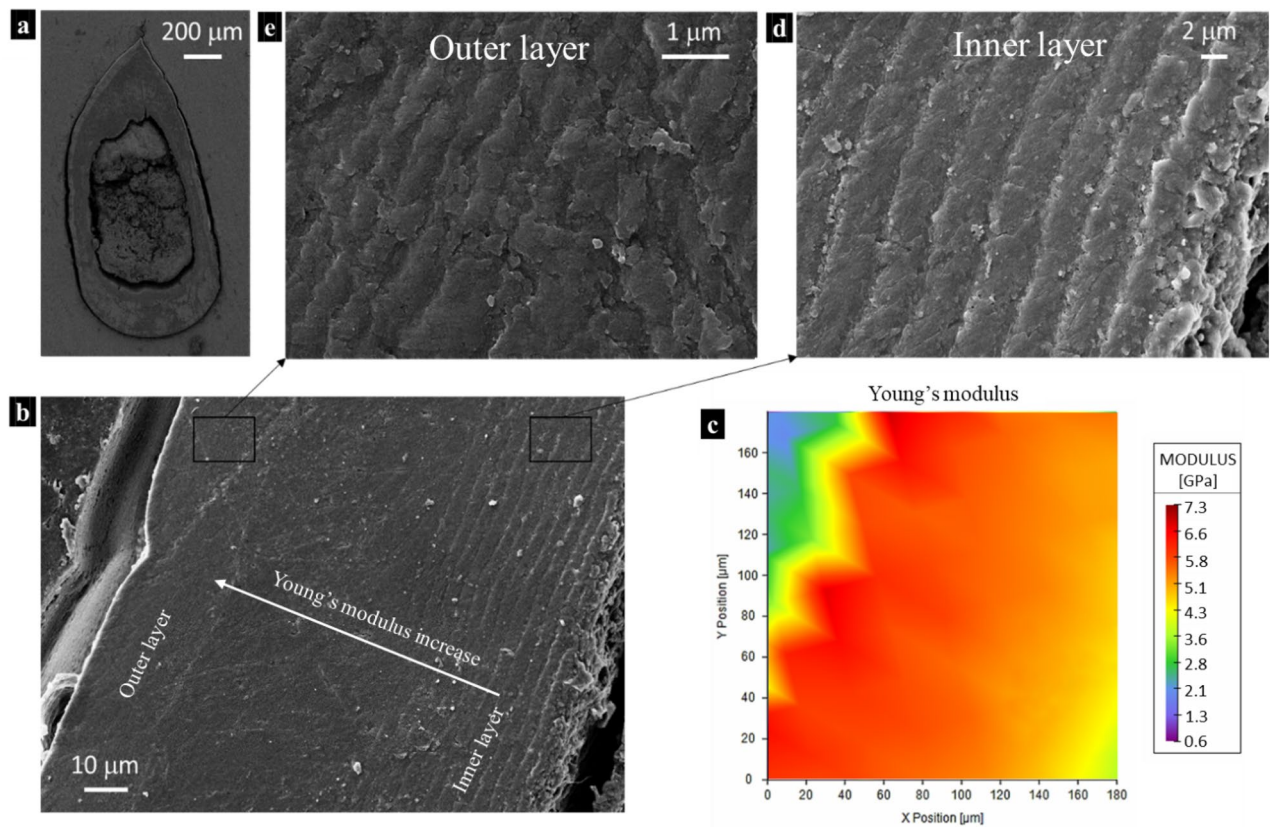 a
200 μm
e
Outer layer
1 μm
d
Inner layer
2 μm
b
Outer layer
Young's modulus increase
Inner layer
10 μm
Young's modulus
c
160
140
120
100
80
60
40
20
0
Y Position [μm]
0 20 40 60 80 100 120 140 160 180
X Position [μm]
MODULUS
[GPa]
7.3
6.6
5.8
5.1
4.3
3.6
2.8
2.1
1.3
0.6